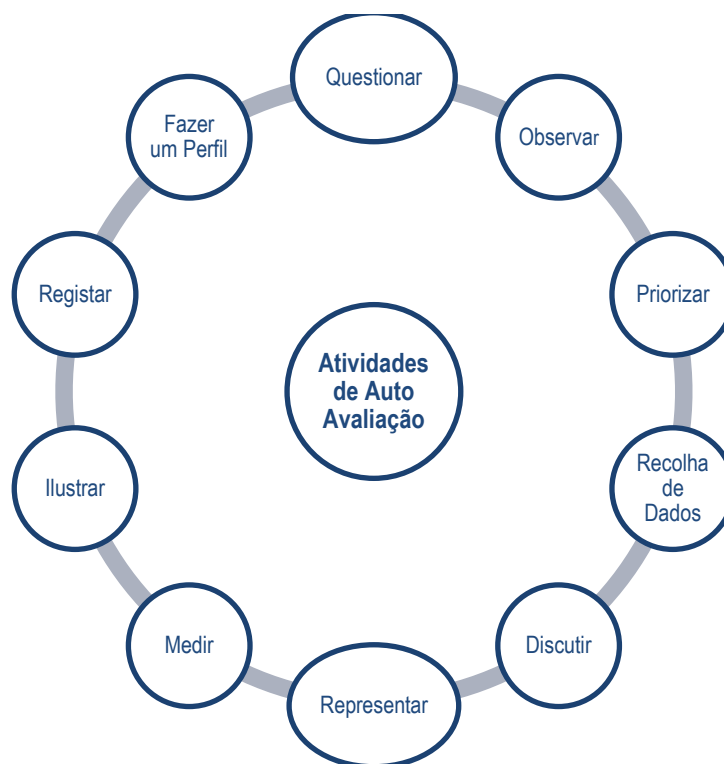 Questionar
Observar
Priorizar
Recolha
de
Dados
Discutir
Representar
Medir
Ilustrar
Registar
Fazer
um Perfil
Atividades
de Auto
Avaliação